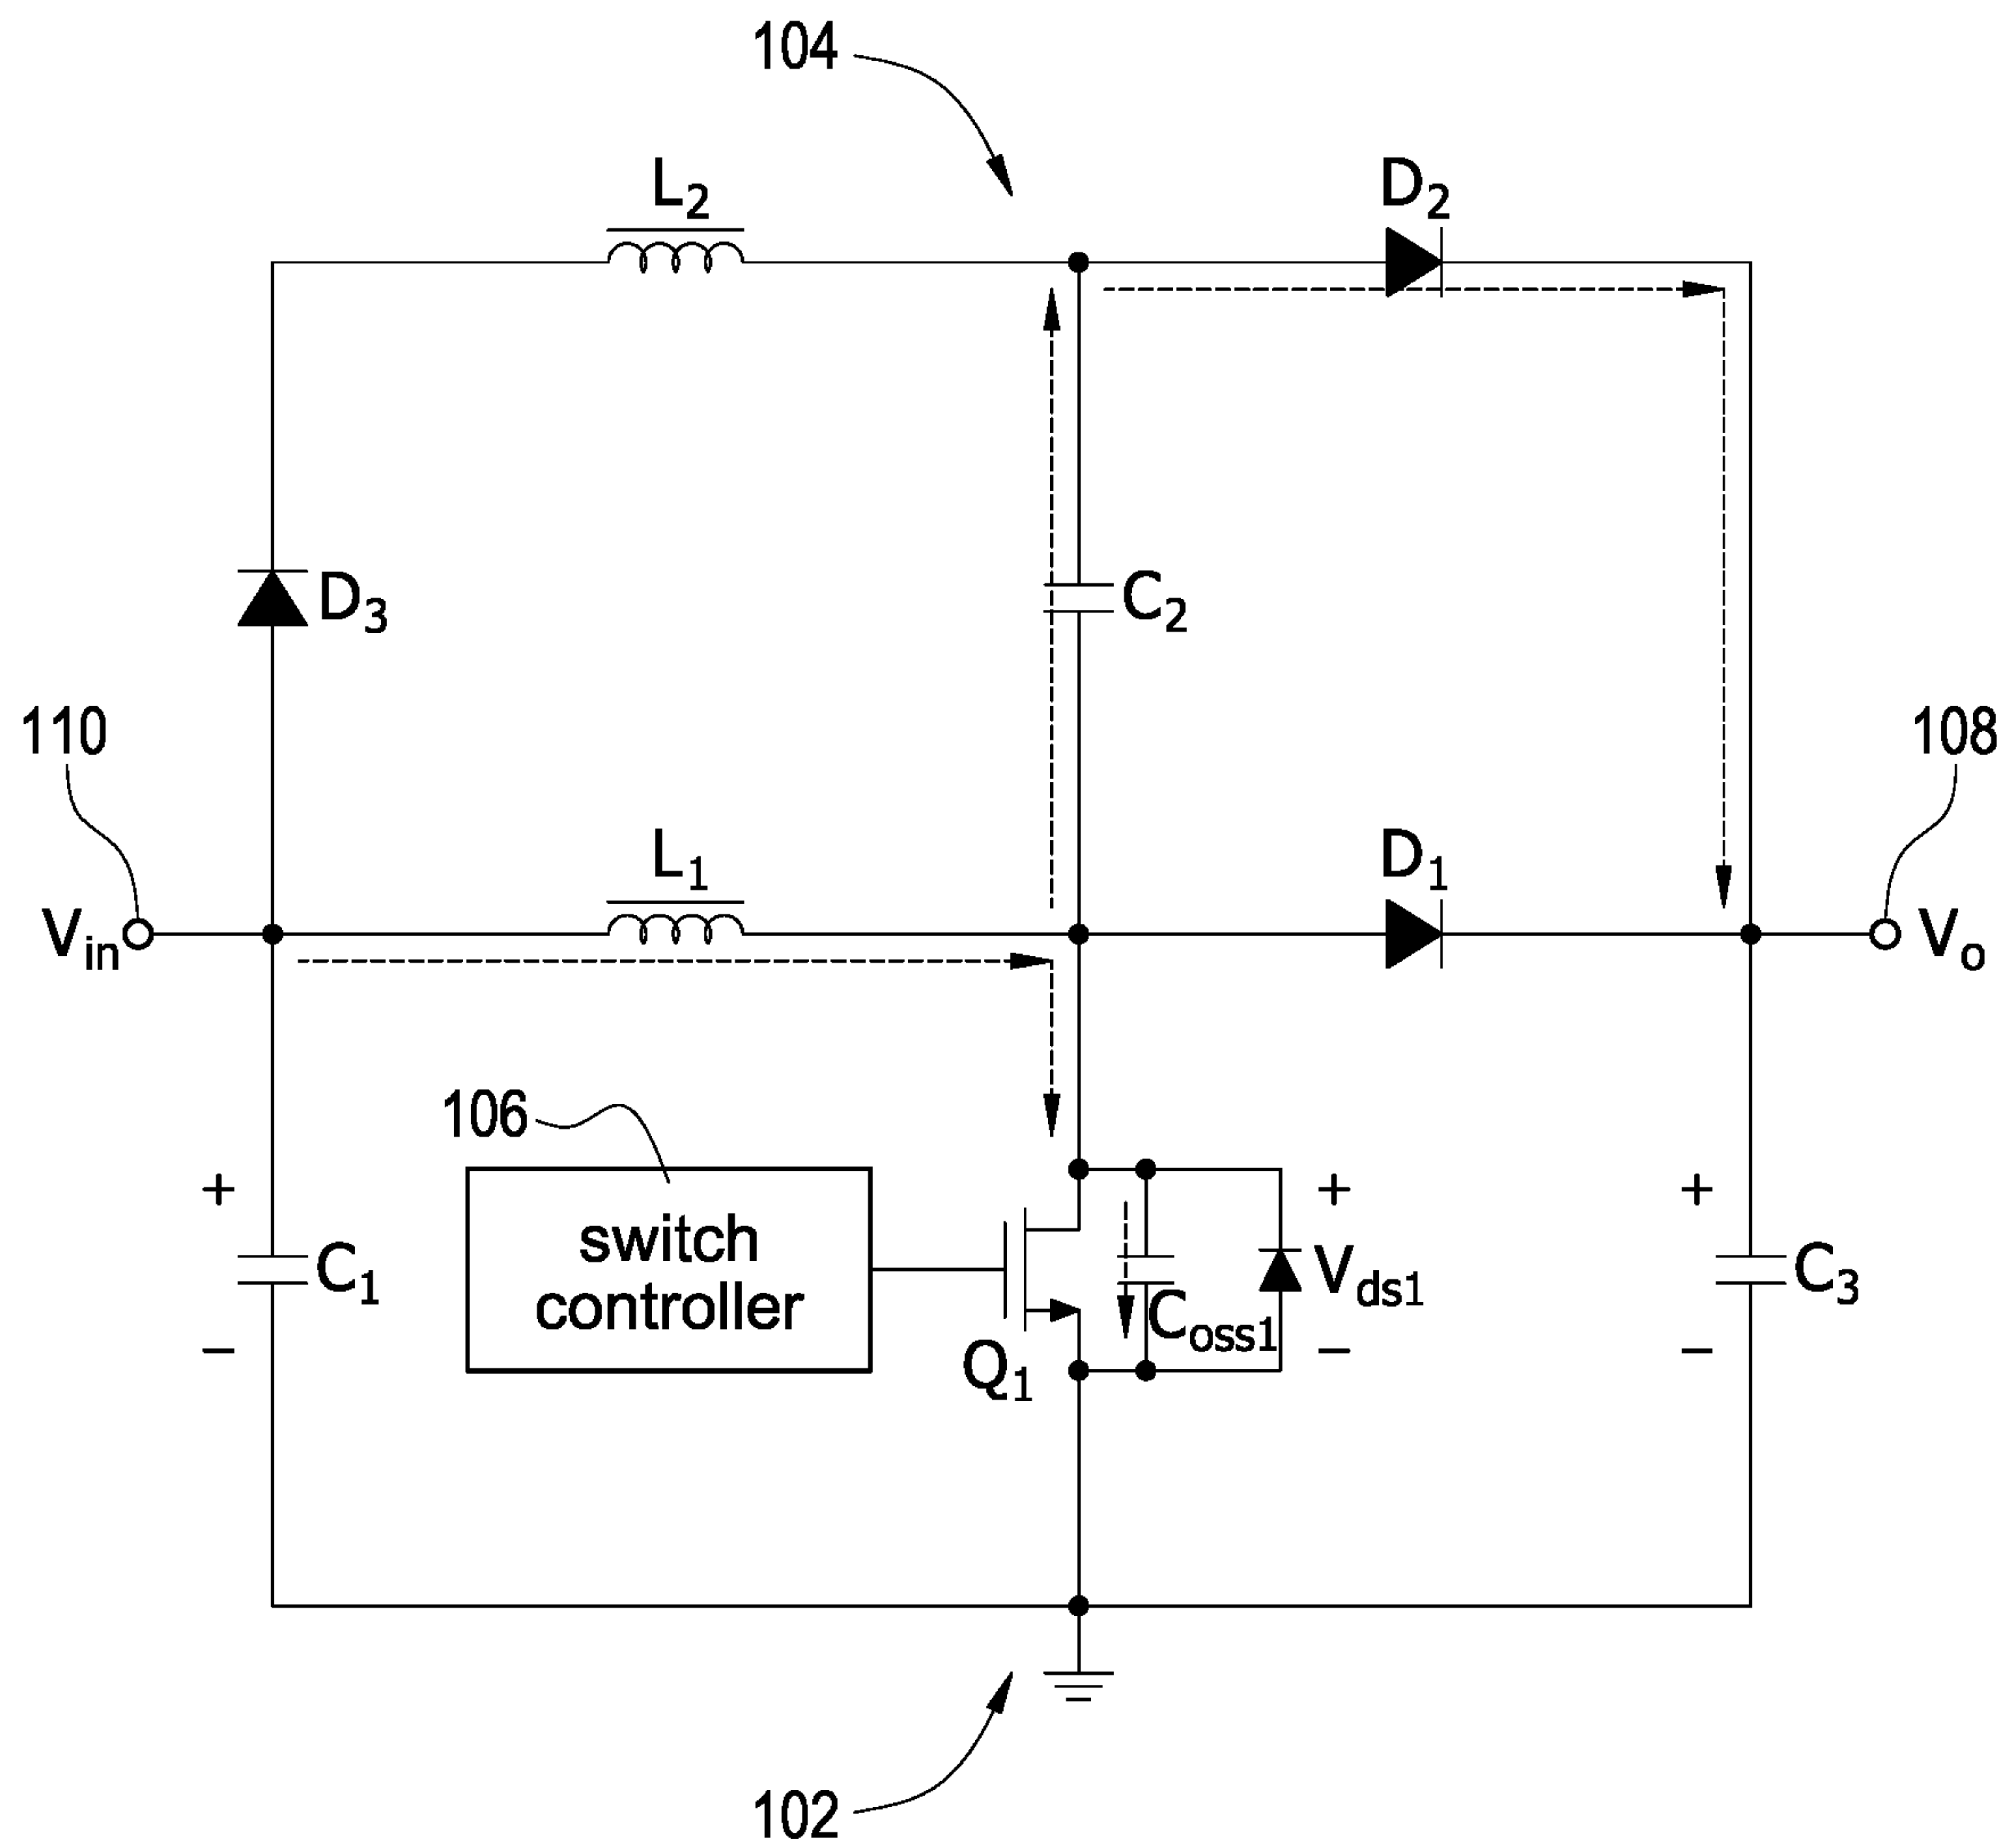 104
L2
D2
D3
C2
110
108
L1
D1
Vin
Vo
106
+
+
+
switch
controller
C1
Coss1
Vds1
C3
Q1
−
−
−
102